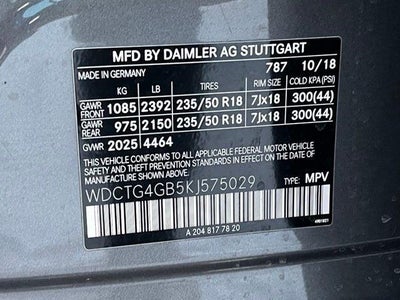 MFD BY DAIMLER AG STUTTGART
MADE IN GERMANY 787 10/18
KG LB TIRES RIM SIZE COLD KPA(PSI)
GAWR FRONT 1085 2392 235/50 R18 7Jx18 300(44)
GAWR REAR 975 2150 235/50 R18 7Jx18 300(44)
GVWR 2025 4464
THIS VEHICLE CONFORMS TO ALL APPLICABLE FEDERAL MOTOR VEHICLE
SAFETY BUMPER AND THEFT PREVENTION STANDARDS IN
EFFECT ON THE DATE OF MANUFACTURE SHOWN ABOVE
WDCTG4GB5KJ575029 TYPE: MPV
A 204 817 78 20